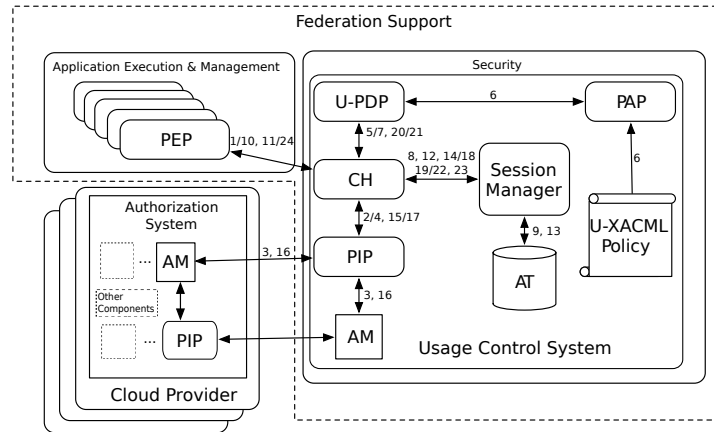 Federation Support
Application Execution & Management
PEP
1/10, 11/24
Security
U-PDP
6
PAP
5/7, 20/21
8, 12, 14/18
19/22, 23
CH
Session
Manager
6
2/4, 15/17
U-XACML
Policy
9, 13
PIP
AT
3, 16
AM
Usage Control System
Authorization
System
... AM
3, 16
Other
Components
... PIP
Cloud Provider